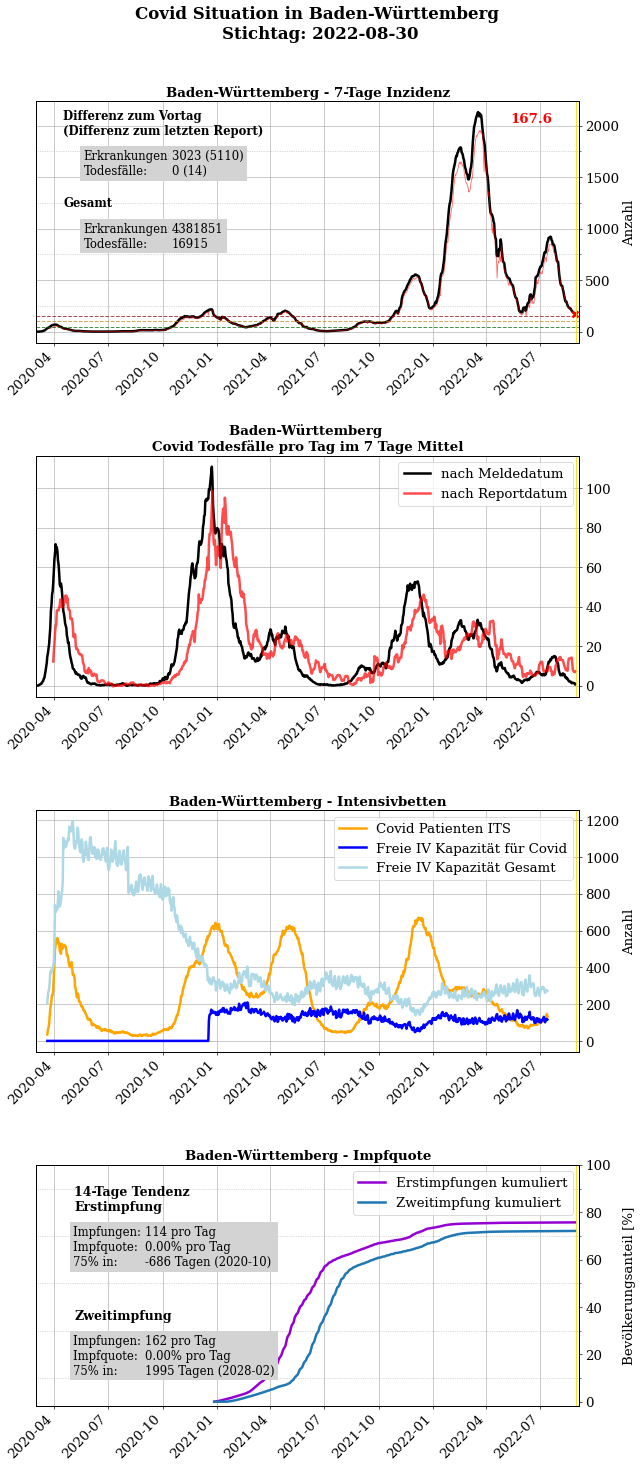 Covid Situation in Baden-Württemberg
Stichtag: 2022-08-30
Baden-Württemberg - 7-Tage Inzidenz
Differenz zum Vortag
(Differenz zum letzten Report)
Erkrankungen 3023 (5110)
Todesfälle: 0 (14)
Gesamt
Erkrankungen 4381851
Todesfälle: 16915
167.6
2000
1500
1000
500
0
Anzahl
2020-04
2020-07
2020-10
2021-01
2021-04
2021-07
2021-10
2022-01
2022-04
2022-07
Baden-Württemberg
Covid Todesfälle pro Tag im 7 Tage Mittel
nach Meldedatum
nach Reportdatum
100
80
60
40
20
0
2020-04
2020-07
2020-10
2021-01
2021-04
2021-07
2021-10
2022-01
2022-04
2022-07
Baden-Württemberg - Intensivbetten
Covid Patienten ITS
Freie IV Kapazität für Covid
Freie IV Kapazität Gesamt
1200
1000
800
600
400
200
0
Anzahl
2020-04
2020-07
2020-10
2021-01
2021-04
2021-07
2021-10
2022-01
2022-04
2022-07
Baden-Württemberg - Impfquote
14-Tage Tendenz
Erstimpfung
Impfungen: 114 pro Tag
Impfquote: 0.00% pro Tag
75% in: -686 Tagen (2020-10)
Zweitimpfung
Impfungen: 162 pro Tag
Impfquote: 0.00% pro Tag
75% in: 1995 Tagen (2028-02)
Erstimpfungen kumuliert
Zweitimpfung kumuliert
100
80
60
40
20
0
Bevölkerungsanteil [%]
2020-04
2020-07
2020-10
2021-01
2021-04
2021-07
2021-10
2022-01
2022-04
2022-07